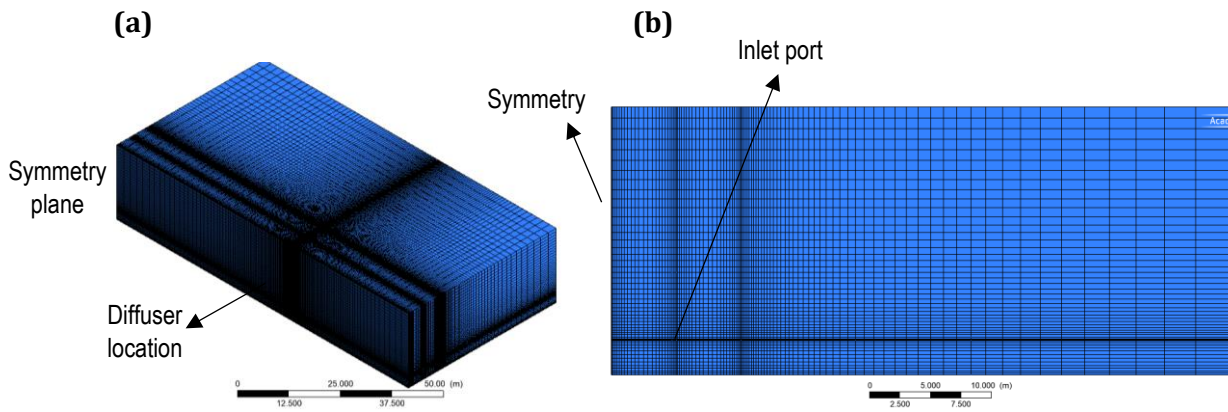 (a)
(b)
Inlet port
Symmetry
Acad
Symmetry
plane
Diffuser
location
0 25.000 50.00 (m)
12.500 37.500
0 5.000 10.000 (m)
2.500 7.500